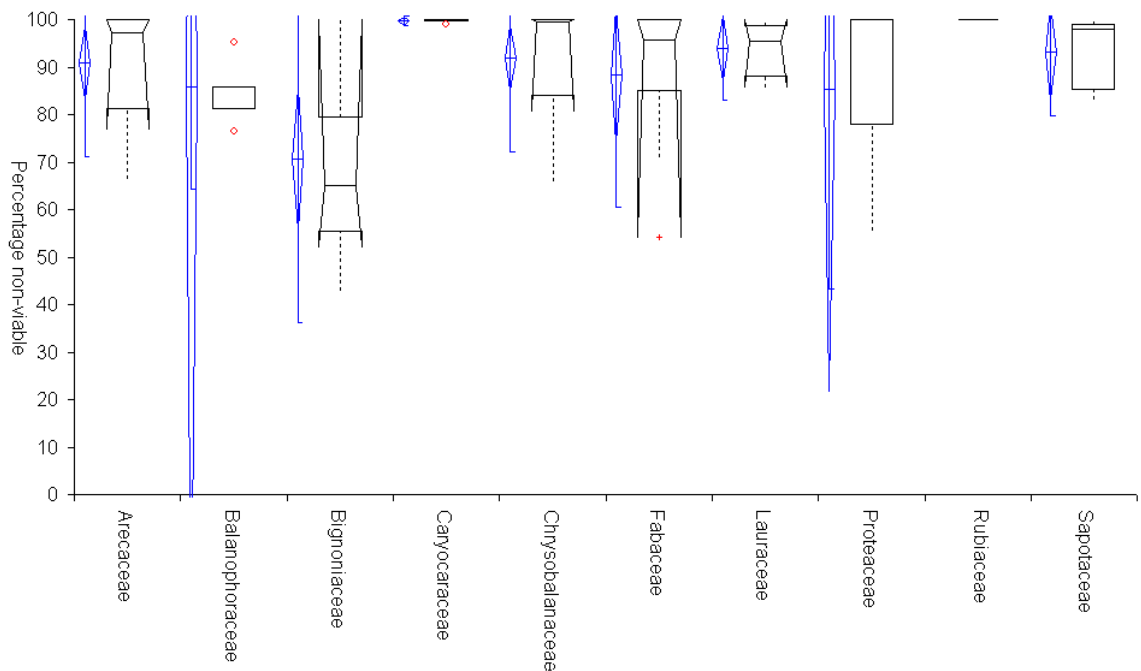 Percentage non-viable
100
90
80
70
60
50
40
30
20
10
0
Arecaceae
Balanophoraceae
Bignoniaceae
Caryocaraceae
Chrysobalanaceae
Fabaceae
Lauraceae
Proteaceae
Rubiaceae
Sapotaceae